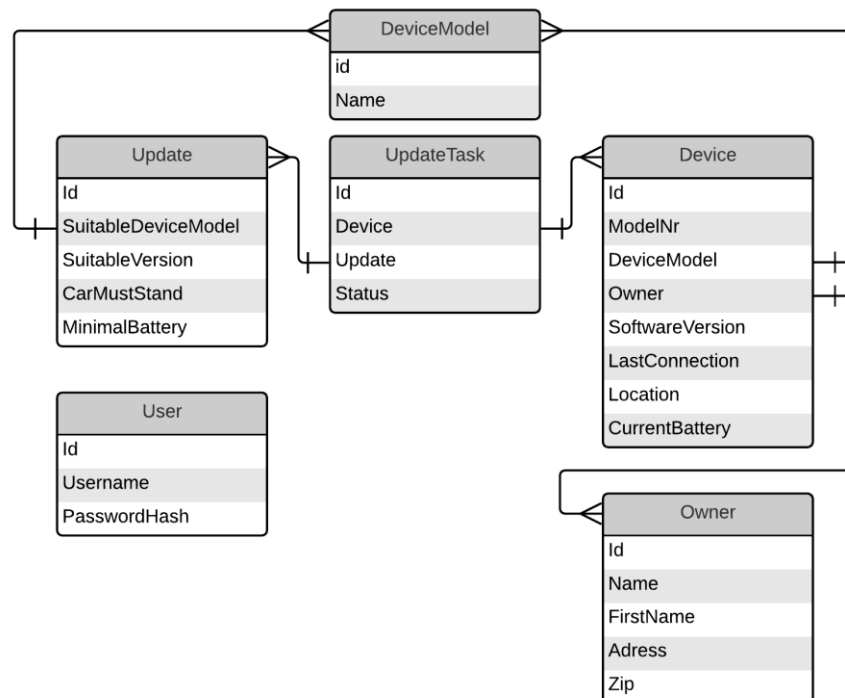 DeviceModel
id
Name
Update
Id
SuitableDeviceModel
SuitableVersion
CarMustStand
MinimalBattery
UpdateTask
Id
Device
Update
Status
Device
Id
ModelNr
DeviceModel
Owner
SoftwareVersion
LastConnection
Location
CurrentBattery
User
Id
Username
PasswordHash
Owner
Id
Name
FirstName
Adress
Zip